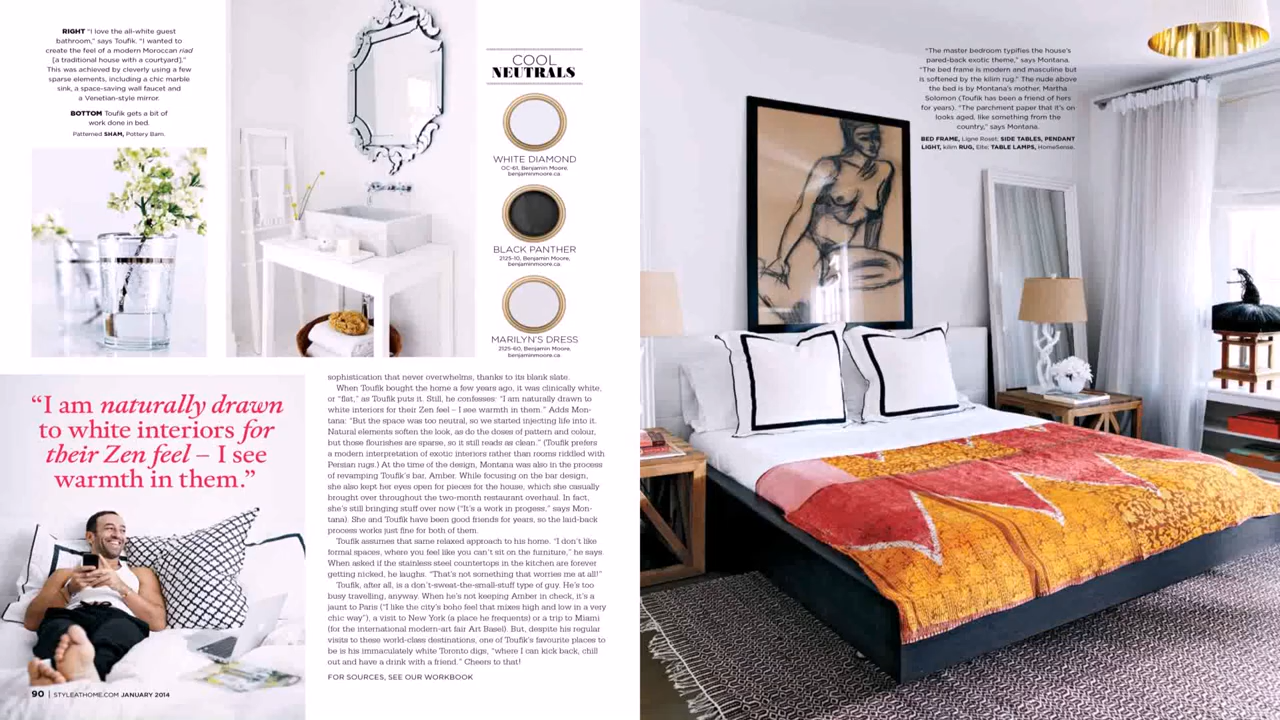 RIGHT "I love the all-white guest
bathroom," says Toufik. "I wanted to
create the feel of a modern Moroccan riad
[a traditional house with a courtyard]."
This was achieved by cleverly using a few
sparse elements, including a chic marble
sink, a space-saving wall faucet and
a Venetian-style mirror.
BOTTOM Toufik gets a bit of
work done in bed.
Patterned SHAM, Pottery Barn.
COOL
NEUTRALS
WHITE DIAMOND
OC-61, Benjamin Moore,
benjaminmoore.ca.
BLACK PANTHER
2125-10, Benjamin Moore,
benjaminmoore.ca.
MARILYN'S DRESS
2125-60, Benjamin Moore,
benjaminmoore.ca.
"I am naturally drawn
to white interiors for
their Zen feel – I see
warmth in them."
sophistication that never overwhelms, thanks to its blank slate.
When Toufik bought the home a few years ago, it was clinically white,
or "flat," as Toufik puts it. Still, he confesses: "I am naturally drawn to
white interiors for their Zen feel – I see warmth in them." Adds Mon-
tana: "But the space was too neutral, so we started injecting life into it.
Natural elements soften the look, as do the doses of pattern and colour,
but those flourishes are sparse, so it still reads as clean." (Toufik prefers
a modern interpretation of exotic interiors rather than rooms riddled with
Persian rugs.) At the time of the design, Montana was also in the process
of revamping Toufik's bar, Amber. While focusing on the bar design,
she also kept her eyes open for pieces for the house, which she casually
brought over throughout the two-month restaurant overhaul. In fact,
she's still bringing stuff over now ("It's a work in progess," says Mon-
tana). She and Toufik have been good friends for years, so the laid-back
process works just fine for both of them.
Toufik assumes that same relaxed approach to his home. "I don't like
formal spaces, where you feel like you can't sit on the furniture," he says.
When asked if the stainless steel countertops in the kitchen are forever
getting nicked, he laughs. "That's not something that worries me at all!"
Toufik, after all, is a don't-sweat-the-small-stuff type of guy. He's too
busy travelling, anyway. When he's not keeping Amber in check, it's a
jaunt to Paris ("I like the city's boho feel that mixes high and low in a very
chic way"), a visit to New York (a place he frequents) or a trip to Miami
(for the international modern-art fair Art Basel). But, despite his regular
visits to these world-class destinations, one of Toufik's favourite places to
be is his immaculately white Toronto digs, "where I can kick back, chill
out and have a drink with a friend." Cheers to that!
FOR SOURCES, SEE OUR WORKBOOK
90 | STYLEATHOME.COM JANUARY 2014
"The master bedroom typifies the house's
pared-back exotic theme," says Montana.
"The bed frame is modern and masculine but
is softened by the kilim rug." The nude above
the bed is by Montana's mother, Martha
Solomon (Toufik has been a friend of hers
for years). "The parchment paper that it's on
looks aged, like something from the
country," says Montana.
BED FRAME, Ligne Roset; SIDE TABLES, PENDANT
LIGHT, kilim RUG, Elte; TABLE LAMPS, HomeSense.